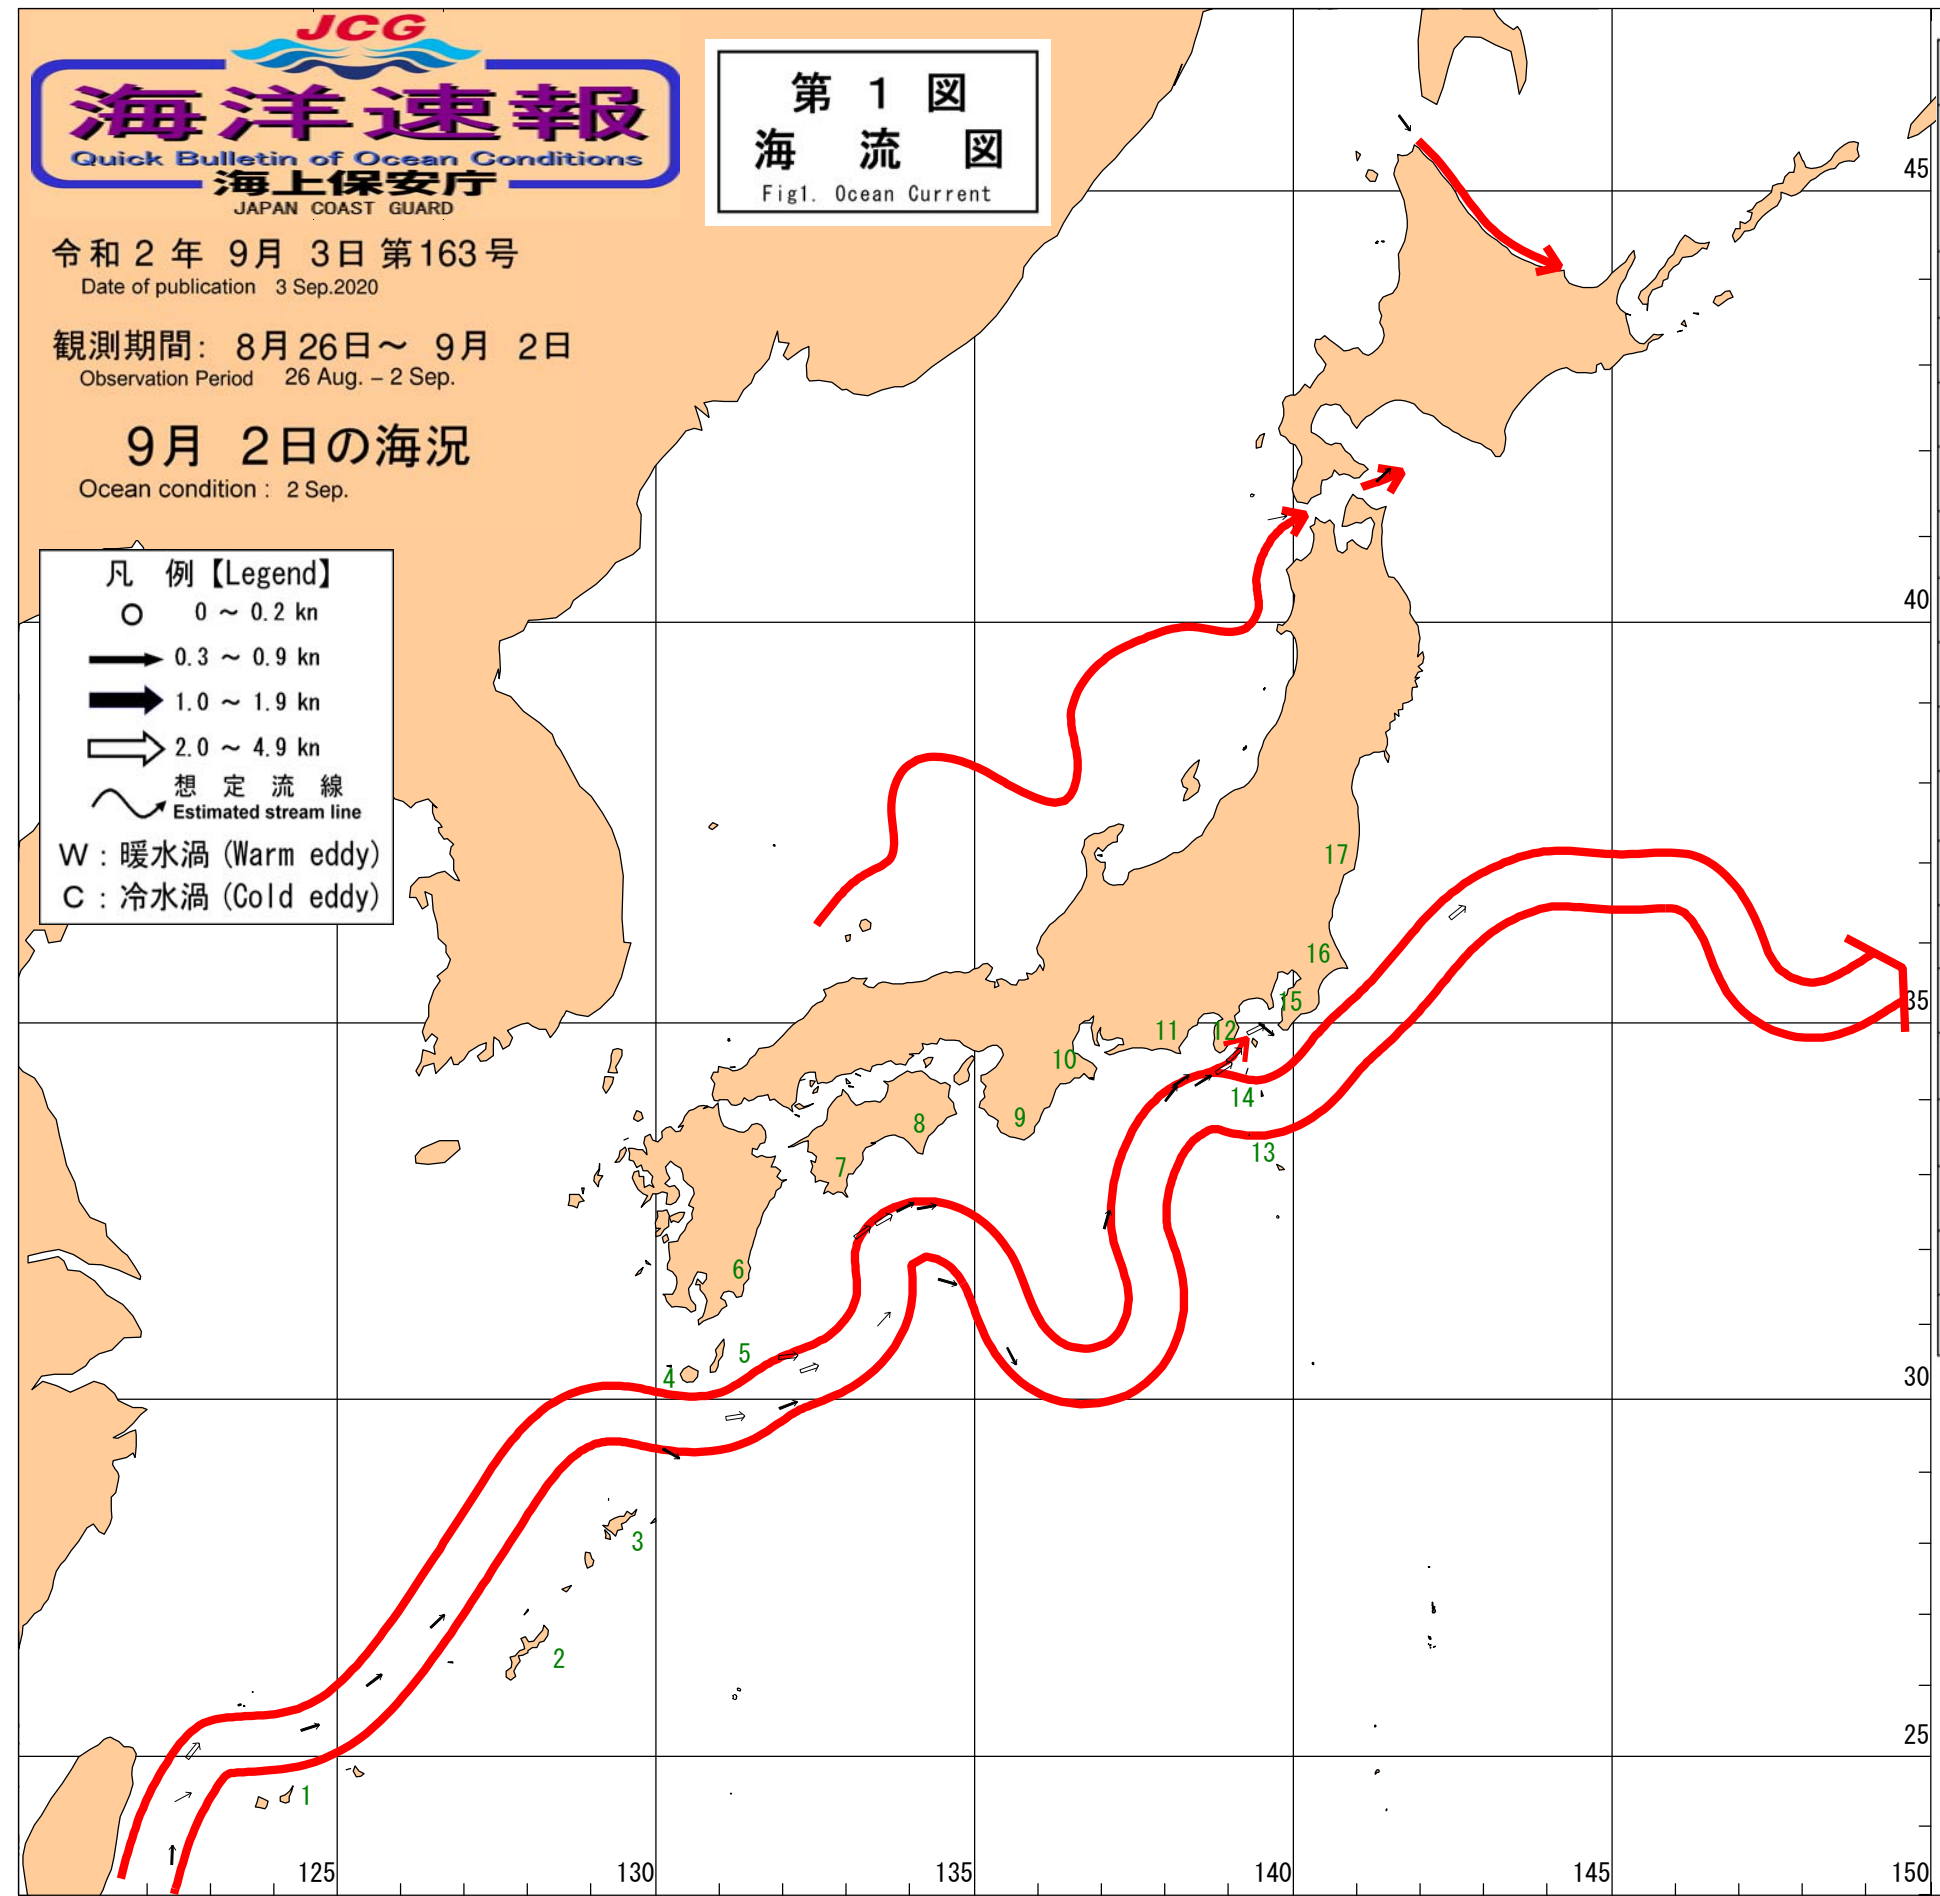 JCG
海洋速報
Quick Bulletin of Ocean Conditions
海上保安庁
JAPAN COAST GUARD
令和 2 年 9月 3日 第163号
Date of publication 3 Sep.2020
観測期間: 8月26日～ 9月 2日
Observation Period 26 Aug. – 2 Sep.
9月 2日の海況
Ocean condition : 2 Sep.
第 1 図
海 流 図
Fig1. Ocean Current
凡 例【Legend】
0 ～ 0.2 kn
0.3 ～ 0.9 kn
1.0 ～ 1.9 kn
2.0 ～ 4.9 kn
想 定 流 線
Estimated stream line
W : 暖水渦 (Warm eddy)
C : 冷水渦 (Cold eddy)
45
40
17
16
35
15
12
11
10
14
9
8
13
7
6
5
4
30
3
2
25
1
125
130
135
140
145
150